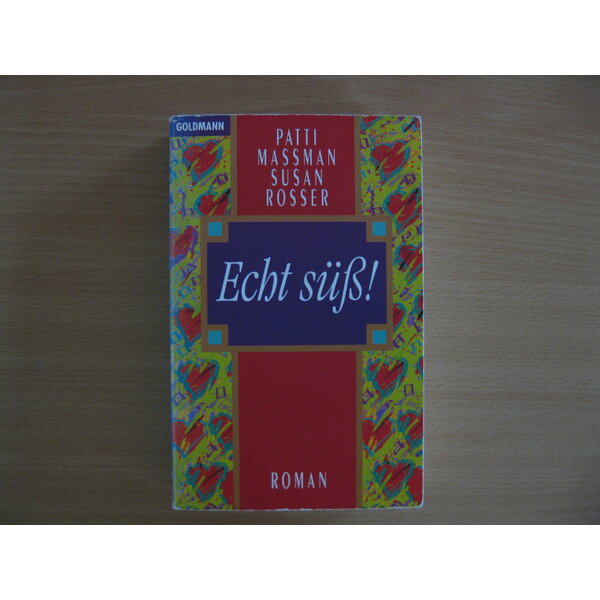 GOLDMANN
PATTI
MASSMAN
SUSAN
ROSSER
Echt süß!
ROMAN